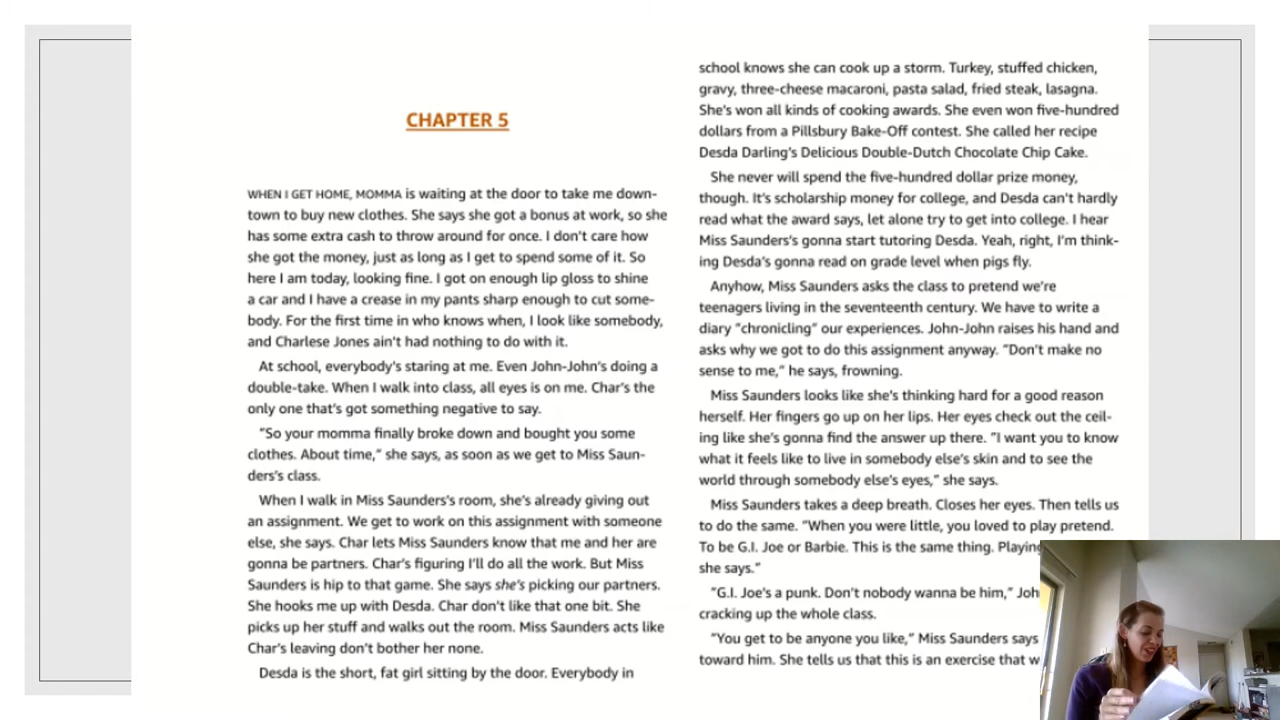 CHAPTER 5
WHEN I GET HOME, MOMMA is waiting at the door to take me down-
town to buy new clothes. She says she got a bonus at work, so she
has some extra cash to throw around for once. I don't care how
she got the money, just as long as I get to spend some of it. So
here I am today, looking fine. I got on enough lip gloss to shine
a car and I have a crease in my pants sharp enough to cut some-
body. For the first time in who knows when, I look like somebody,
and Charlese Jones ain't had nothing to do with it.
At school, everybody's staring at me. Even John-John's doing a
double-take. When I walk into class, all eyes is on me. Char's the
only one that's got something negative to say.
"So your momma finally broke down and bought you some
clothes. About time," she says, as soon as we get to Miss Saun-
ders's class.
When I walk in Miss Saunders's room, she's already giving out
an assignment. We get to work on this assignment with someone
else, she says. Char lets Miss Saunders know that me and her are
gonna be partners. Char's figuring I'll do all the work. But Miss
Saunders is hip to that game. She says she's picking our partners.
She hooks me up with Desda. Char don't like that one bit. She
picks up her stuff and walks out the room. Miss Saunders acts like
Char's leaving don't bother her none.
Desda is the short, fat girl sitting by the door. Everybody in
school knows she can cook up a storm. Turkey, stuffed chicken,
gravy, three-cheese macaroni, pasta salad, fried steak, lasagna.
She's won all kinds of cooking awards. She even won five-hundred
dollars from a Pillsbury Bake-Off contest. She called her recipe
Desda Darling's Delicious Double-Dutch Chocolate Chip Cake.
She never will spend the five-hundred dollar prize money,
though. It's scholarship money for college, and Desda can't hardly
read what the award says, let alone try to get into college. I hear
Miss Saunders's gonna start tutoring Desda. Yeah, right, I'm think-
ing Desda's gonna read on grade level when pigs fly.
Anyhow, Miss Saunders asks the class to pretend we're
teenagers living in the seventeenth century. We have to write a
diary "chronicling" our experiences. John-John raises his hand and
asks why we got to do this assignment anyway. "Don't make no
sense to me," he says, frowning.
Miss Saunders looks like she's thinking hard for a good reason
herself. Her fingers go up on her lips. Her eyes check out the ceil-
ing like she's gonna find the answer up there. "I want you to know
what it feels like to live in somebody else's skin and to see the
world through somebody else's eyes," she says.
Miss Saunders takes a deep breath. Closes her eyes. Then tells us
to do the same. "When you were little, you loved to play pretend.
To be G.I. Joe or Barbie. This is the same thing. Playing
she says."
"G.I. Joe's a punk. Don't nobody wanna be him," Joh
cracking up the whole class.
"You get to be anyone you like," Miss Saunders says
toward him. She tells us that this is an exercise that w